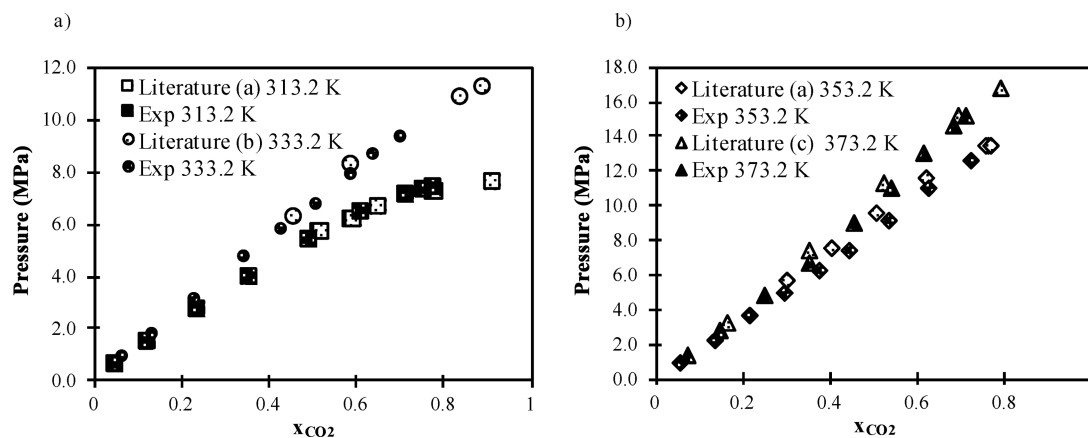 a)
12.0
10.0
8.0
6.0
4.0
2.0
0.0
Pressure (MPa)
Literature (a) 313.2 K
Exp 313.2 K
Literature (b) 333.2 K
Exp 333.2 K
0 0.2 0.4 0.6 0.8 1
xCO2
b)
18.0
16.0
14.0
12.0
10.0
8.0
6.0
4.0
2.0
0.0
Pressure (MPa)
Literature (a) 353.2 K
Exp 353.2 K
Literature (c) 373.2 K
Exp 373.2 K
0 0.2 0.4 0.6 0.8
xCO2